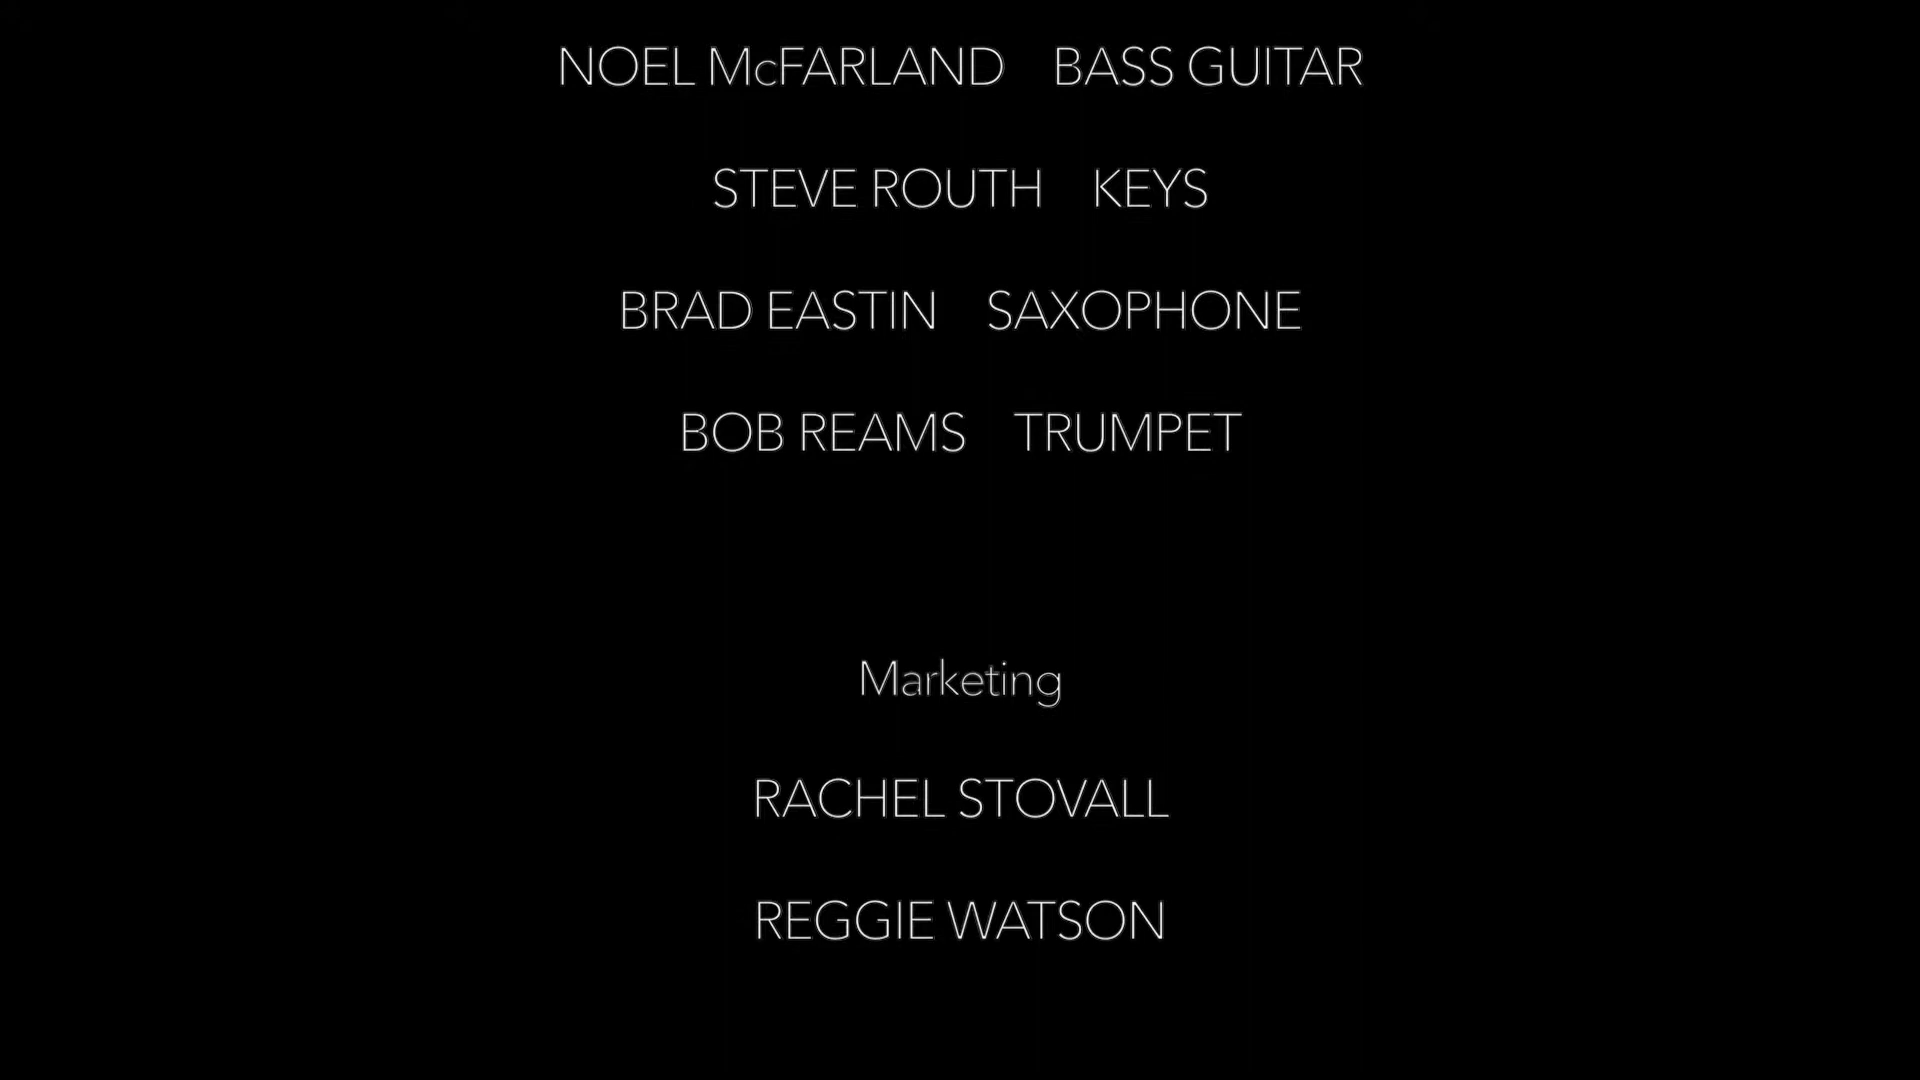 NOEL McFARLAND BASS GUITAR
STEVE ROUTH KEYS
BRAD EASTIN SAXOPHONE
BOB REAMS TRUMPET
Marketing
RACHEL STOVALL
REGGIE WATSON